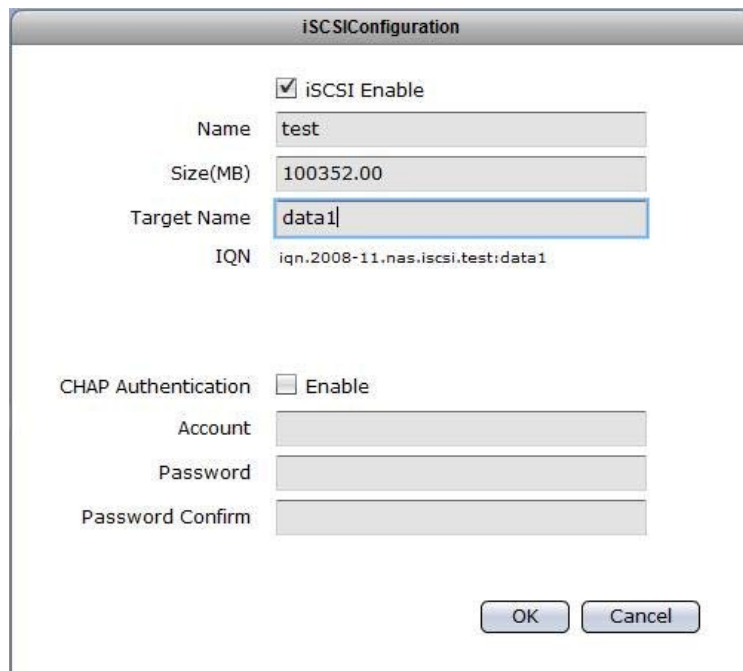 iSCSIConfiguration
iSCSI Enable
Name test
Size(MB) 100352.00
Target Name data1
IQN iqn.2008-11.nas.iscsi.test:data1
CHAP Authentication Enable
Account
Password
Password Confirm
OK Cancel